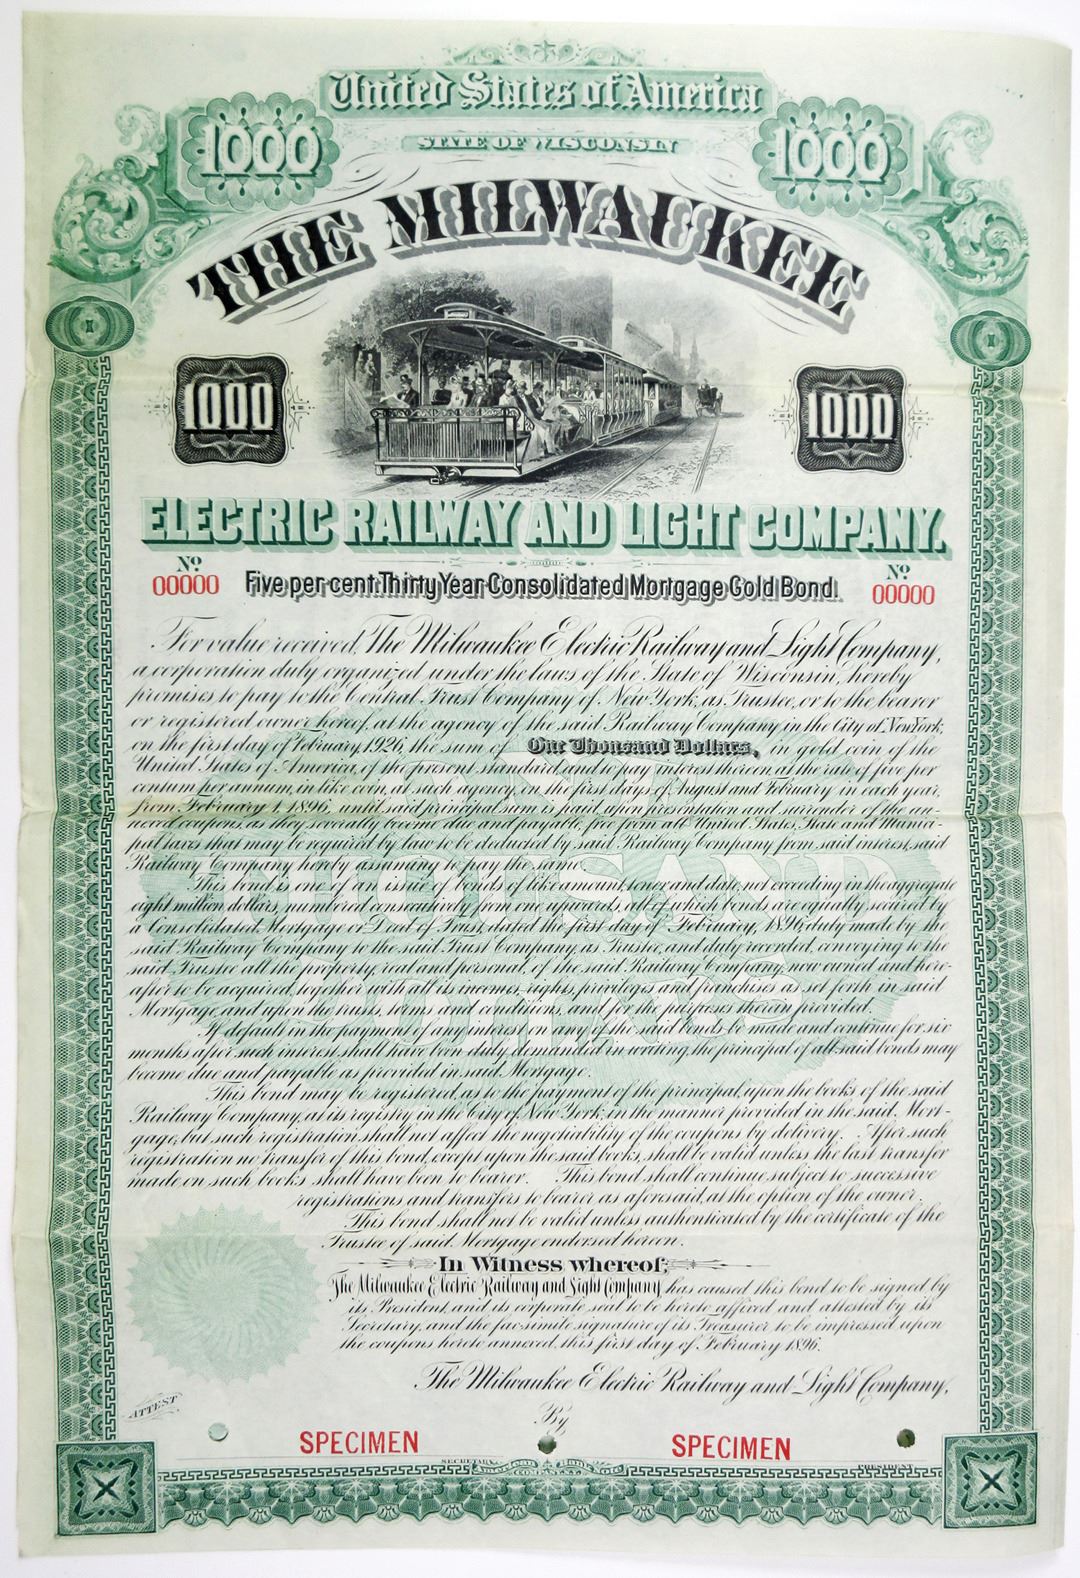 United States of America
1000 1000
STATE OF WISCONSIN
THE MILWAUKEE
1000 1000
ELECTRIC RAILWAY AND LIGHT COMPANY.
No. No.
00000 Five per cent. Thirty Year Consolidated Mortgage Gold Bond. 00000
For value received, The Milwaukee Electric Railway and Light Company,
a corporation duly organized under the laws of the State of Wisconsin, hereby
promises to pay to the Central Trust Company of New York, as Trustee, or to the bearer
or registered owner hereof, at the agency of the said Railway Company in the City of New York,
on the first day of February 1926, the sum of One Thousand Dollars, in gold coin of the
United States of America, of the present standard, and to pay interest thereon, at the rate of five per
centum per annum, in like coin, at such agency, on the first days of August and February in each year,
from February 1, 1896, until said principal sum is paid, upon presentation and surrender of the an-
nexed coupons, as they severally become due and payable, free from all United States, State and Munici-
pal taxes that may be required by law to be deducted by said Railway Company from said interest, said
Railway Company hereby assuming to pay the same.
This bond is one of an issue of bonds of like amount, tenor and date, not exceeding in the aggregate
eight million dollars, numbered consecutively from one upwards, all of which bonds are equally secured by
a Consolidated Mortgage or Deed of Trust, dated the first day of February, 1896, duly made by the
said Railway Company to the said Trust Company, as Trustee, and duly recorded, conveying to the
said Trustee all the property, real and personal, of the said Railway Company, now owned and here-
after to be acquired, together with all its incomes, rights, privileges and franchises as set forth in said
Mortgage, and upon the trusts, terms and conditions, and for the purposes therein provided.
If default in the payment of any interest on any of the said bonds be made and continue for six
months after such interest shall have been duly demanded in writing, the principal of all said bonds may
become due and payable as provided in said Mortgage.
This bond may be registered, as to the payment of the principal, upon the books of the said
Railway Company, at its registry, in the City of New York, in the manner provided in the said Mort-
gage, but such registration shall not affect the negotiability of the coupons by delivery. After such
registration no transfer of this bond, except upon the said books, shall be valid unless the last transfer
made on such books shall have been to bearer. This bond shall continue subject to successive
registrations and transfers to bearer as aforesaid, at the option of the owner.
This bond shall not be valid unless authenticated by the certificate of the
Trustee of said Mortgage endorsed hereon.
In Witness whereof,
The Milwaukee Electric Railway and Light Company has caused this bond to be signed by
its President, and its corporate seal to be hereto affixed and attested by its
Secretary, and the fac-simile signature of its Treasurer to be impressed upon
the coupons hereto annexed, this first day of February 1896.
The Milwaukee Electric Railway and Light Company,
By
ATTEST
SPECIMEN SPECIMEN
SECRETARY PRESIDENT
THOUSAND